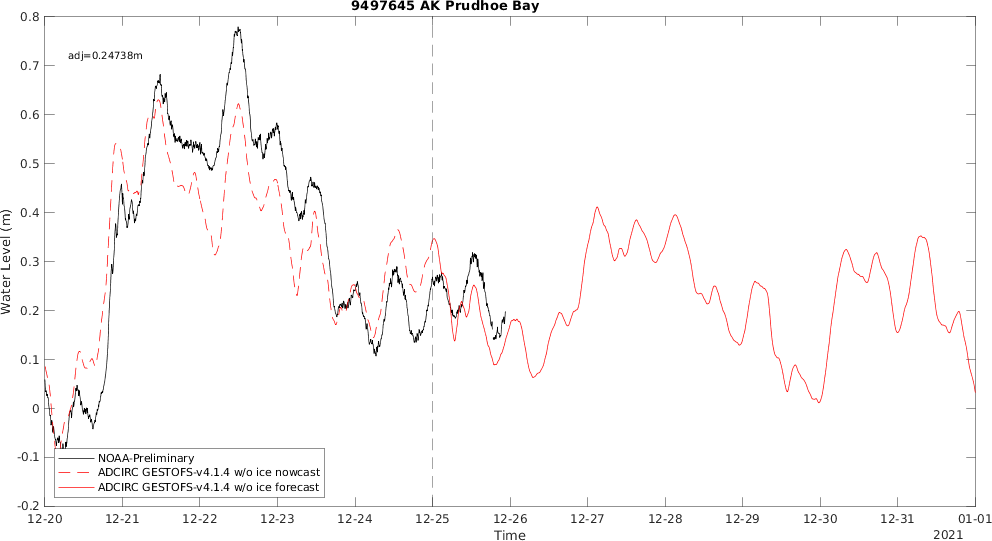 9497645 AK Prudhoe Bay
adj=0.24738m
Water Level (m)
0.8
0.7
0.6
0.5
0.4
0.3
0.2
0.1
0
-0.1
-0.2
NOAA-Preliminary
ADCIRC GESTOFS-v4.1.4 w/o ice nowcast
ADCIRC GESTOFS-v4.1.4 w/o ice forecast
12-20 12-21 12-22 12-23 12-24 12-25 12-26 12-27 12-28 12-29 12-30 12-31 01-01
Time
2021